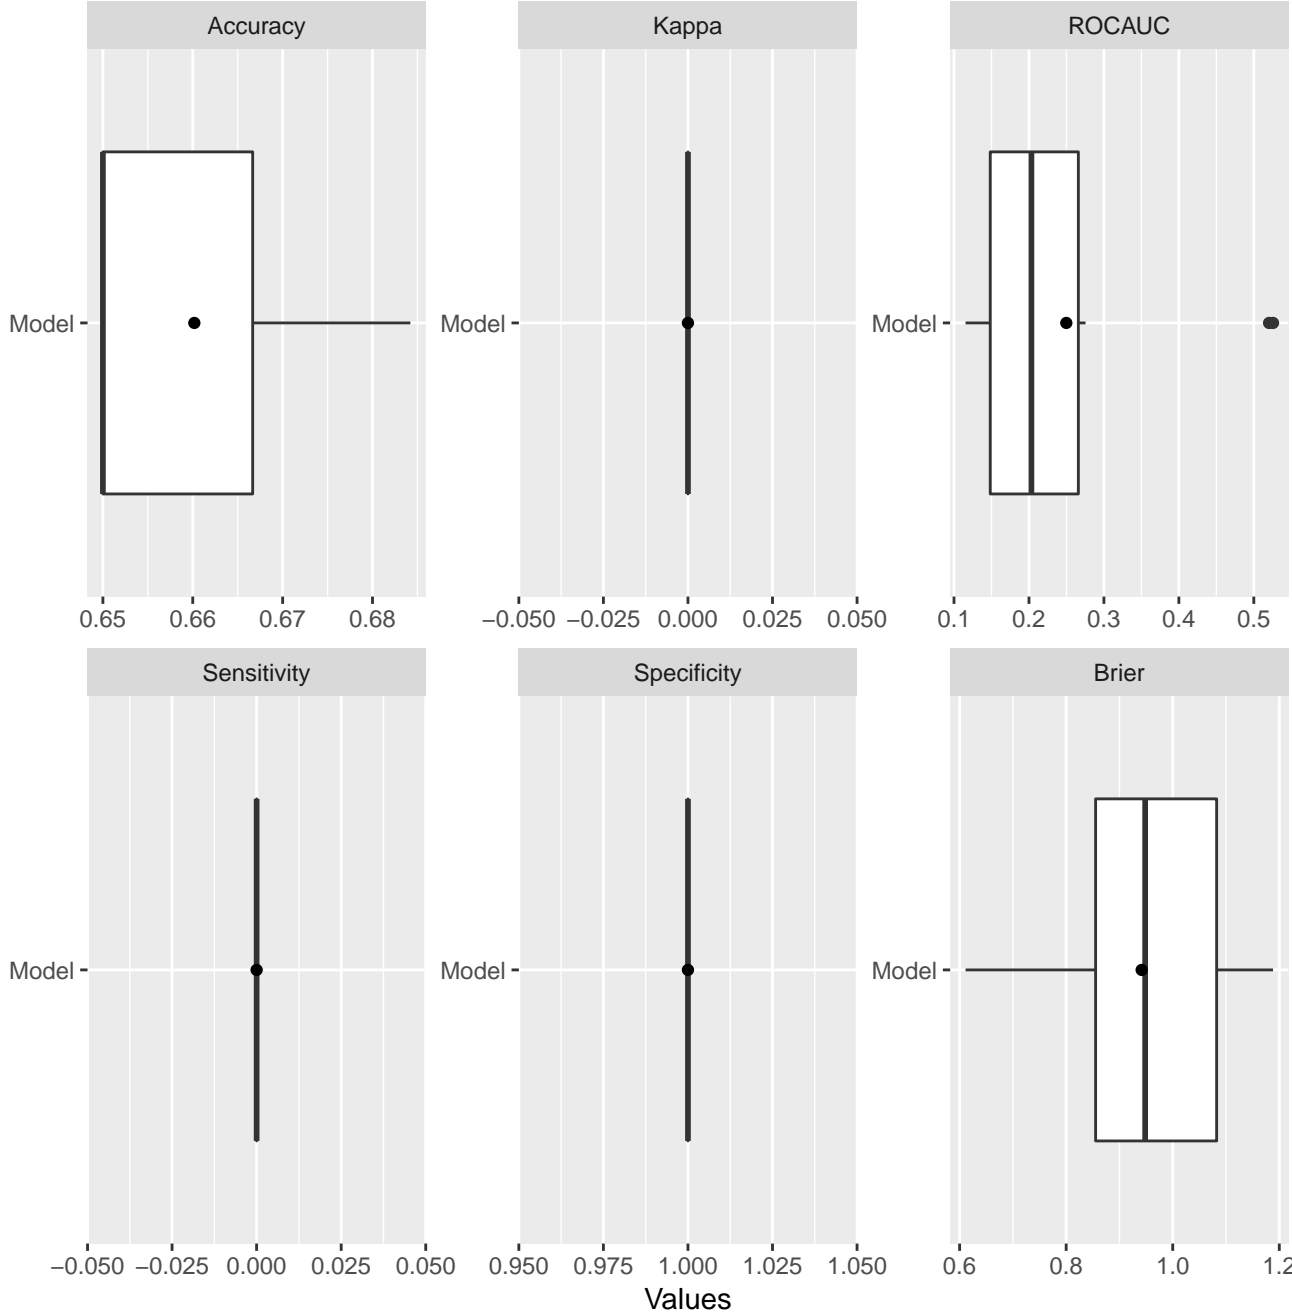 Accuracy Kappa ROCAUC
Model Model Model
0.65 0.66 0.67 0.68 −0.050 −0.025 0.000 0.025 0.050 0.1 0.2 0.3 0.4 0.5
Sensitivity Specificity Brier
Model Model Model
−0.050 −0.025 0.000 0.025 0.050 0.950 0.975 1.000 1.025 1.050 0.6 0.8 1.0 1.2
Values